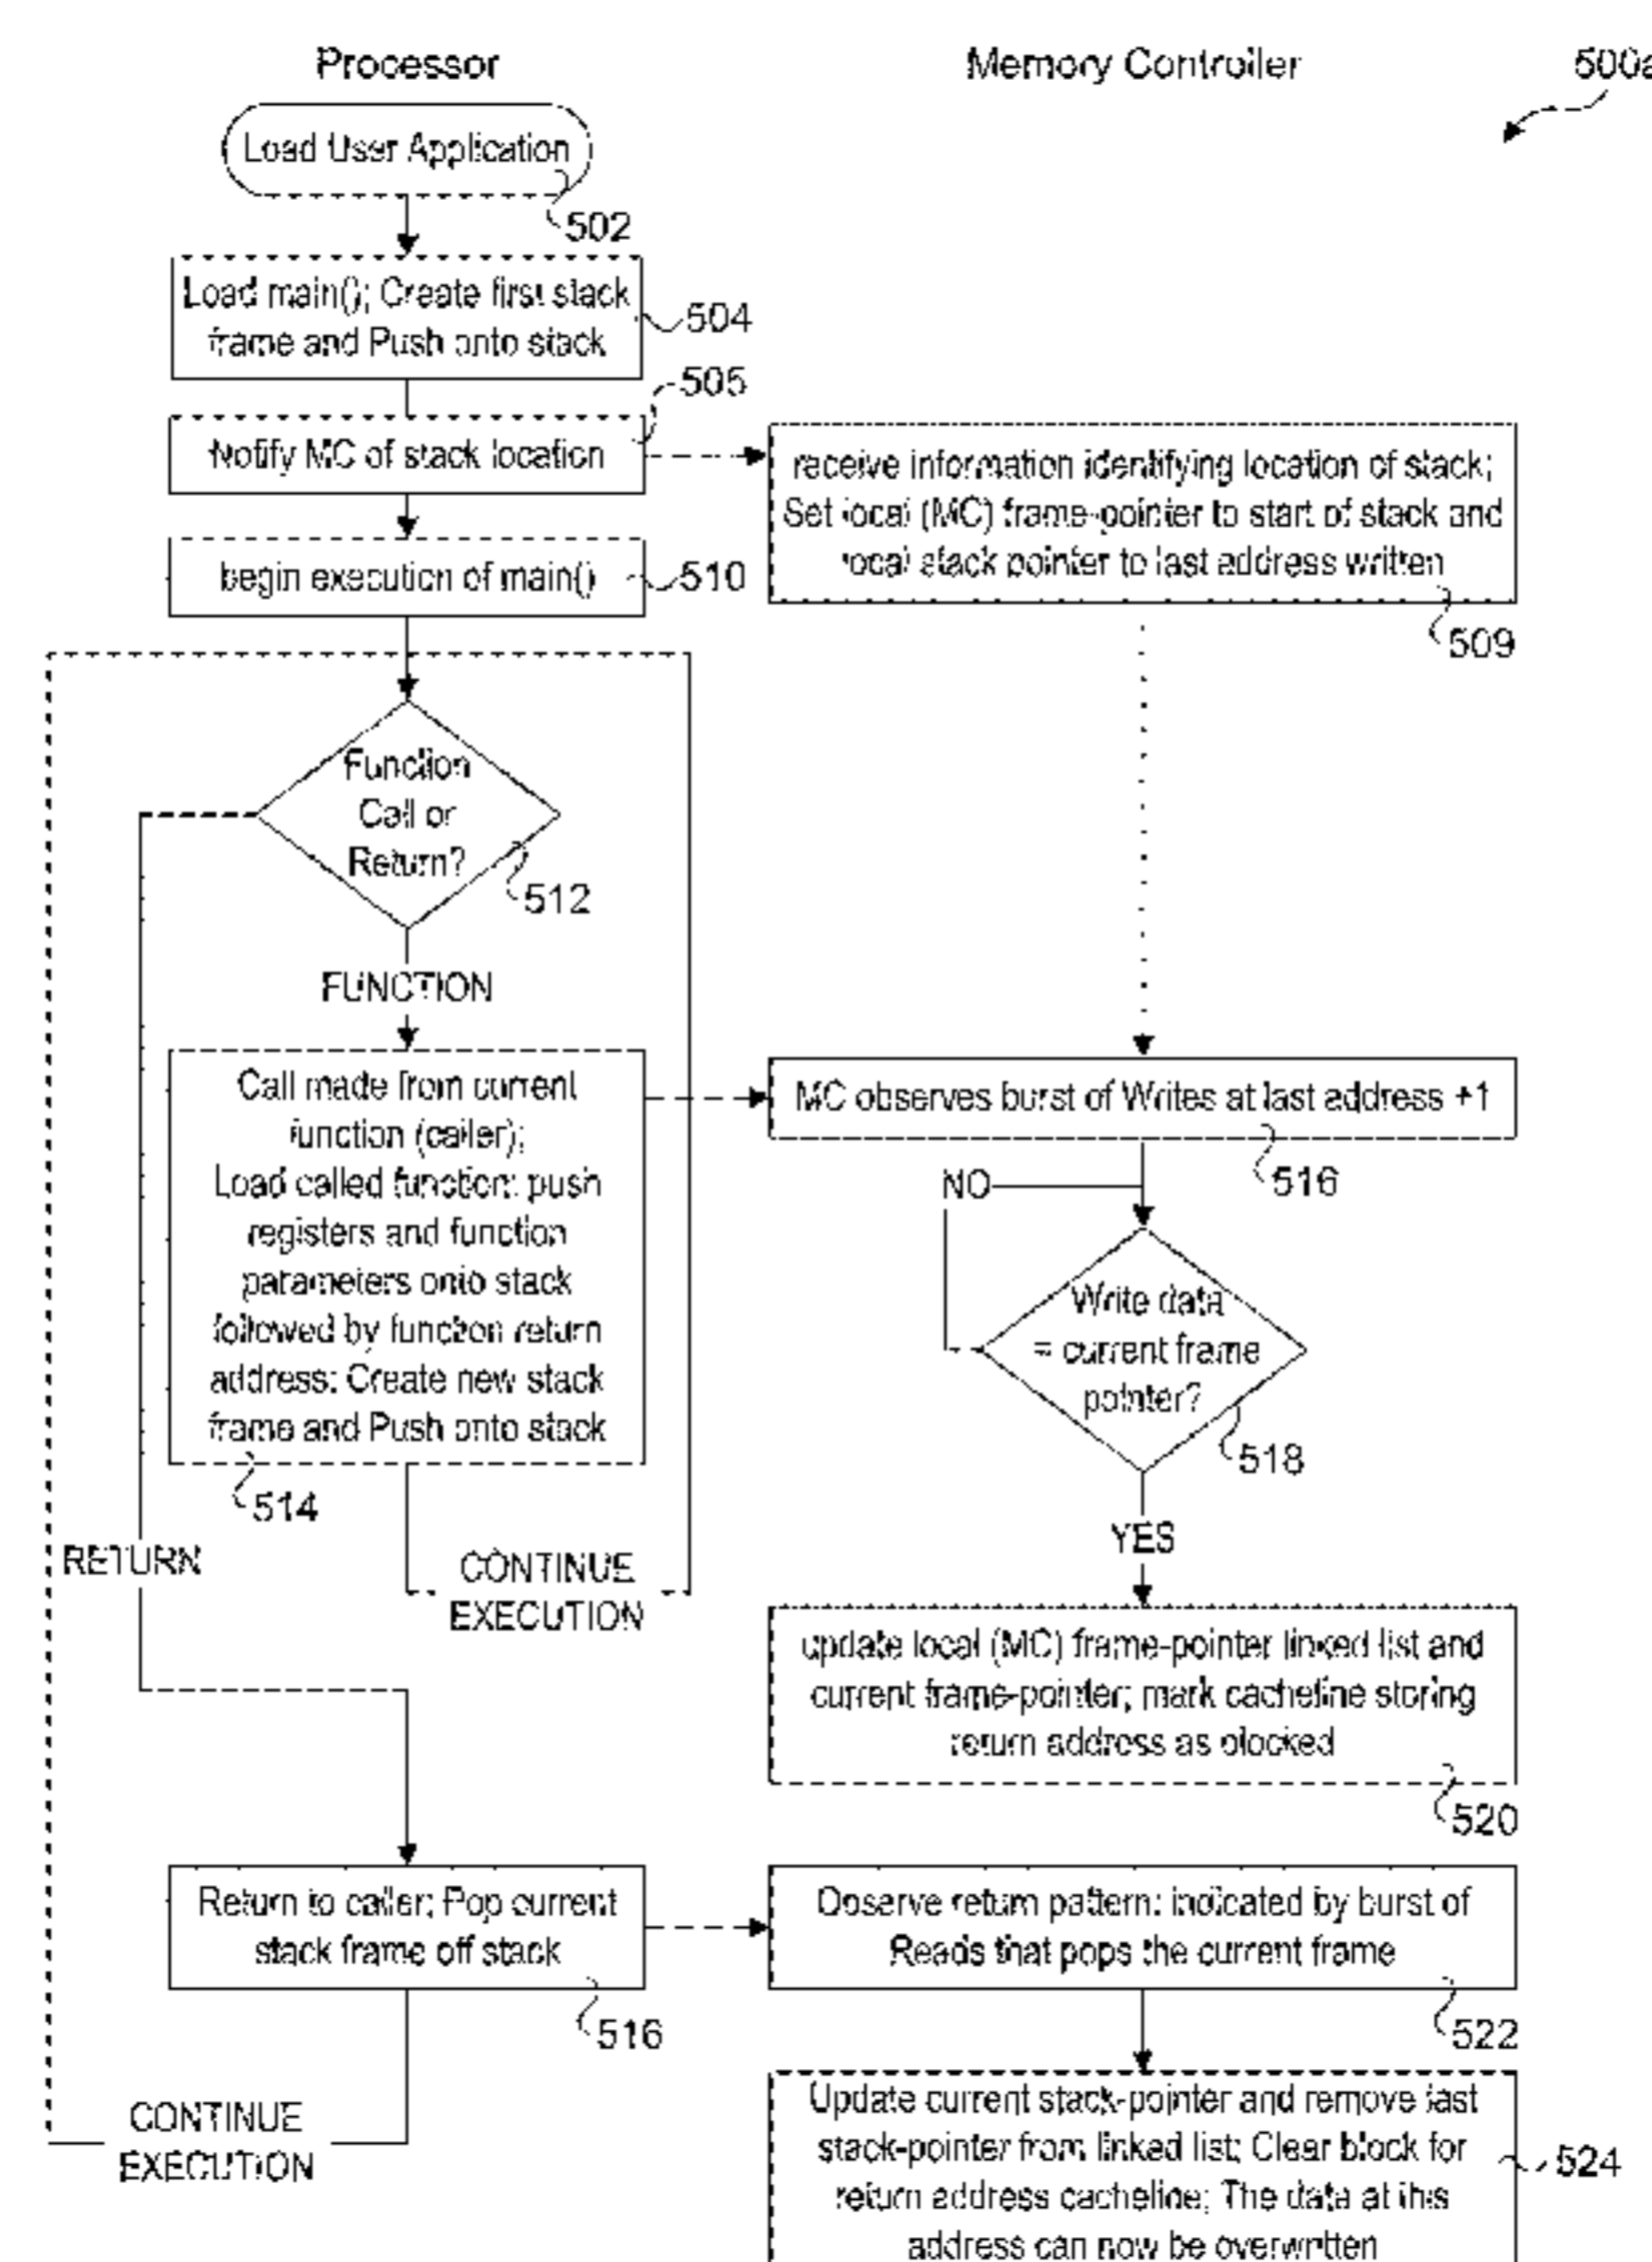 Processor
Memory Controller
500a
Load User Application
502
Load main(); Create first stack
frame and Push onto stack
504
505
Notify MC of stack location
receive information identifying location of stack;
Set local (MC) frame-pointer to start of stack and
local stack pointer to last address written
509
begin execution of main()
510
Function
Call or
Return?
512
FUNCTION
Call made from current
function (caller);
Load called function; push
registers and function
parameters onto stack
followed by function return
address; Create new stack
frame and Push onto stack
514
MC observes burst of Writes at last address +1
516
NO
Write data
= current frame
pointer?
518
YES
RETURN
CONTINUE
EXECUTION
update local (MC) frame-pointer linked list and
current frame-pointer; mark cacheline storing
return address as blocked
520
Return to caller; Pop current
stack frame off stack
516
Observe return pattern: indicated by burst of
Reads that pops the current frame
522
CONTINUE
EXECUTION
Update current stack-pointer and remove last
stack-pointer from linked list; Clear block for
return address cacheline; The data at this
address can now be overwritten
524